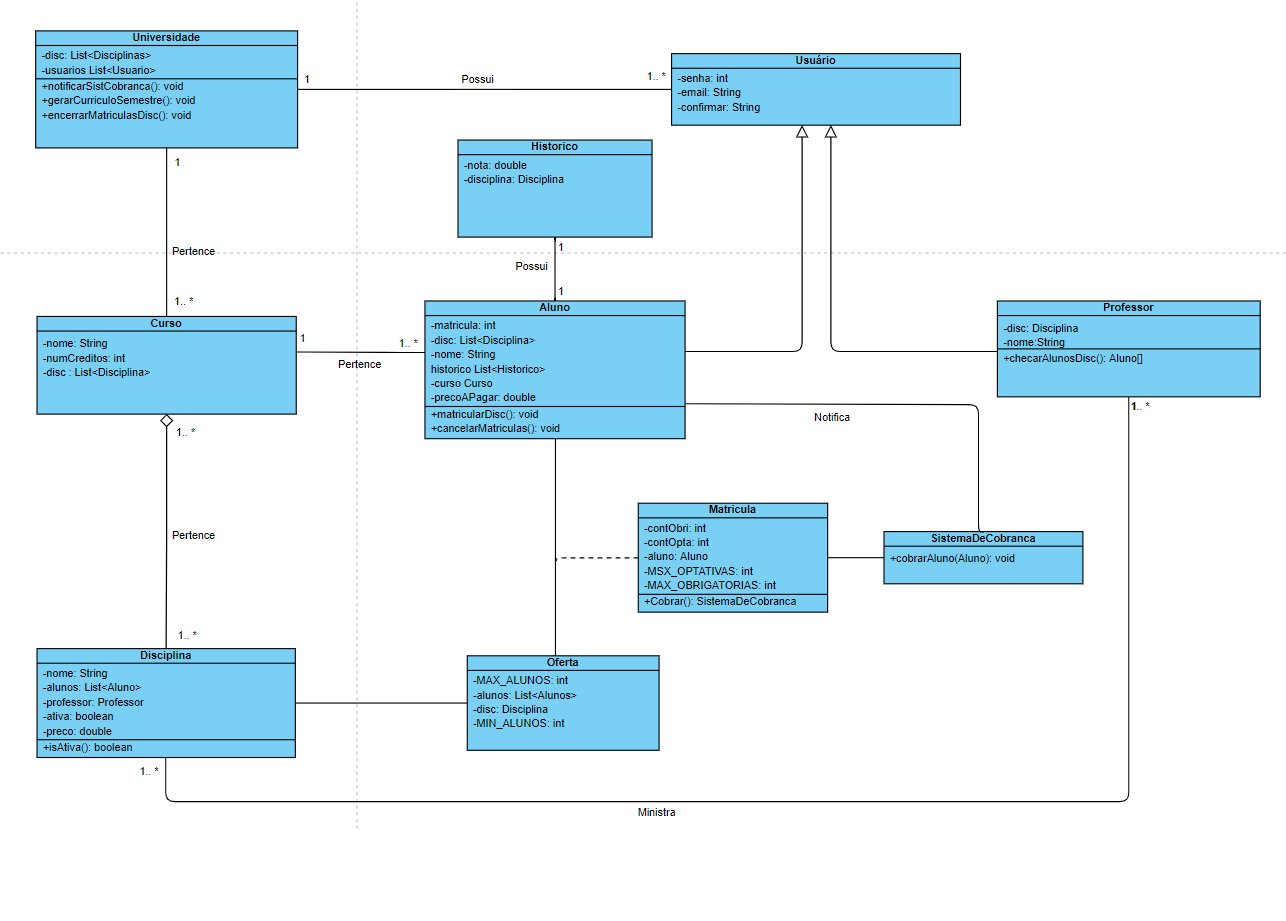 Universidade
-disc: List<Disciplinas>
-usuarios List<Usuario>
+notificarSistCobranca(): void
+gerarCurriculoSemestre(): void
+encerrarMatriculasDisc(): void
1
Possui
1.. *
Usuário
-senha: int
-email: String
-confirmar: String
Historico
-nota: double
-disciplina: Disciplina
1
Possui
1
1
Pertence
1.. *
Curso
-nome: String
-numCreditos: int
-disc : List<Disciplina>
1
Pertence
1.. *
Aluno
-matricula: int
-disc: List<Disciplina>
-nome: String
historico List<Historico>
-curso Curso
-precoAPagar: double
+matricularDisc(): void
+cancelarMatriculas(): void
Professor
-disc: Disciplina
-nome:String
+checarAlunosDisc(): Aluno[]
1.. *
Notifica
1.. *
Pertence
1.. *
Matricula
-contObri: int
-contOpta: int
-aluno: Aluno
-MSX_OPTATIVAS: int
-MAX_OBRIGATORIAS: int
+Cobrar(): SistemaDeCobranca
SistemaDeCobranca
+cobrarAluno(Aluno): void
Disciplina
-nome: String
-alunos: List<Aluno>
-professor: Professor
-ativa: boolean
-preco: double
+isAtiva(): boolean
Oferta
-MAX_ALUNOS: int
-alunos: List<Alunos>
-disc: Disciplina
-MIN_ALUNOS: int
1.. *
Ministra